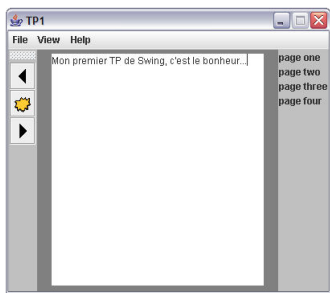 TP1
File View Help
Mon premier TP de Swing, c'est le bonheur...
page one
page two
page three
page four